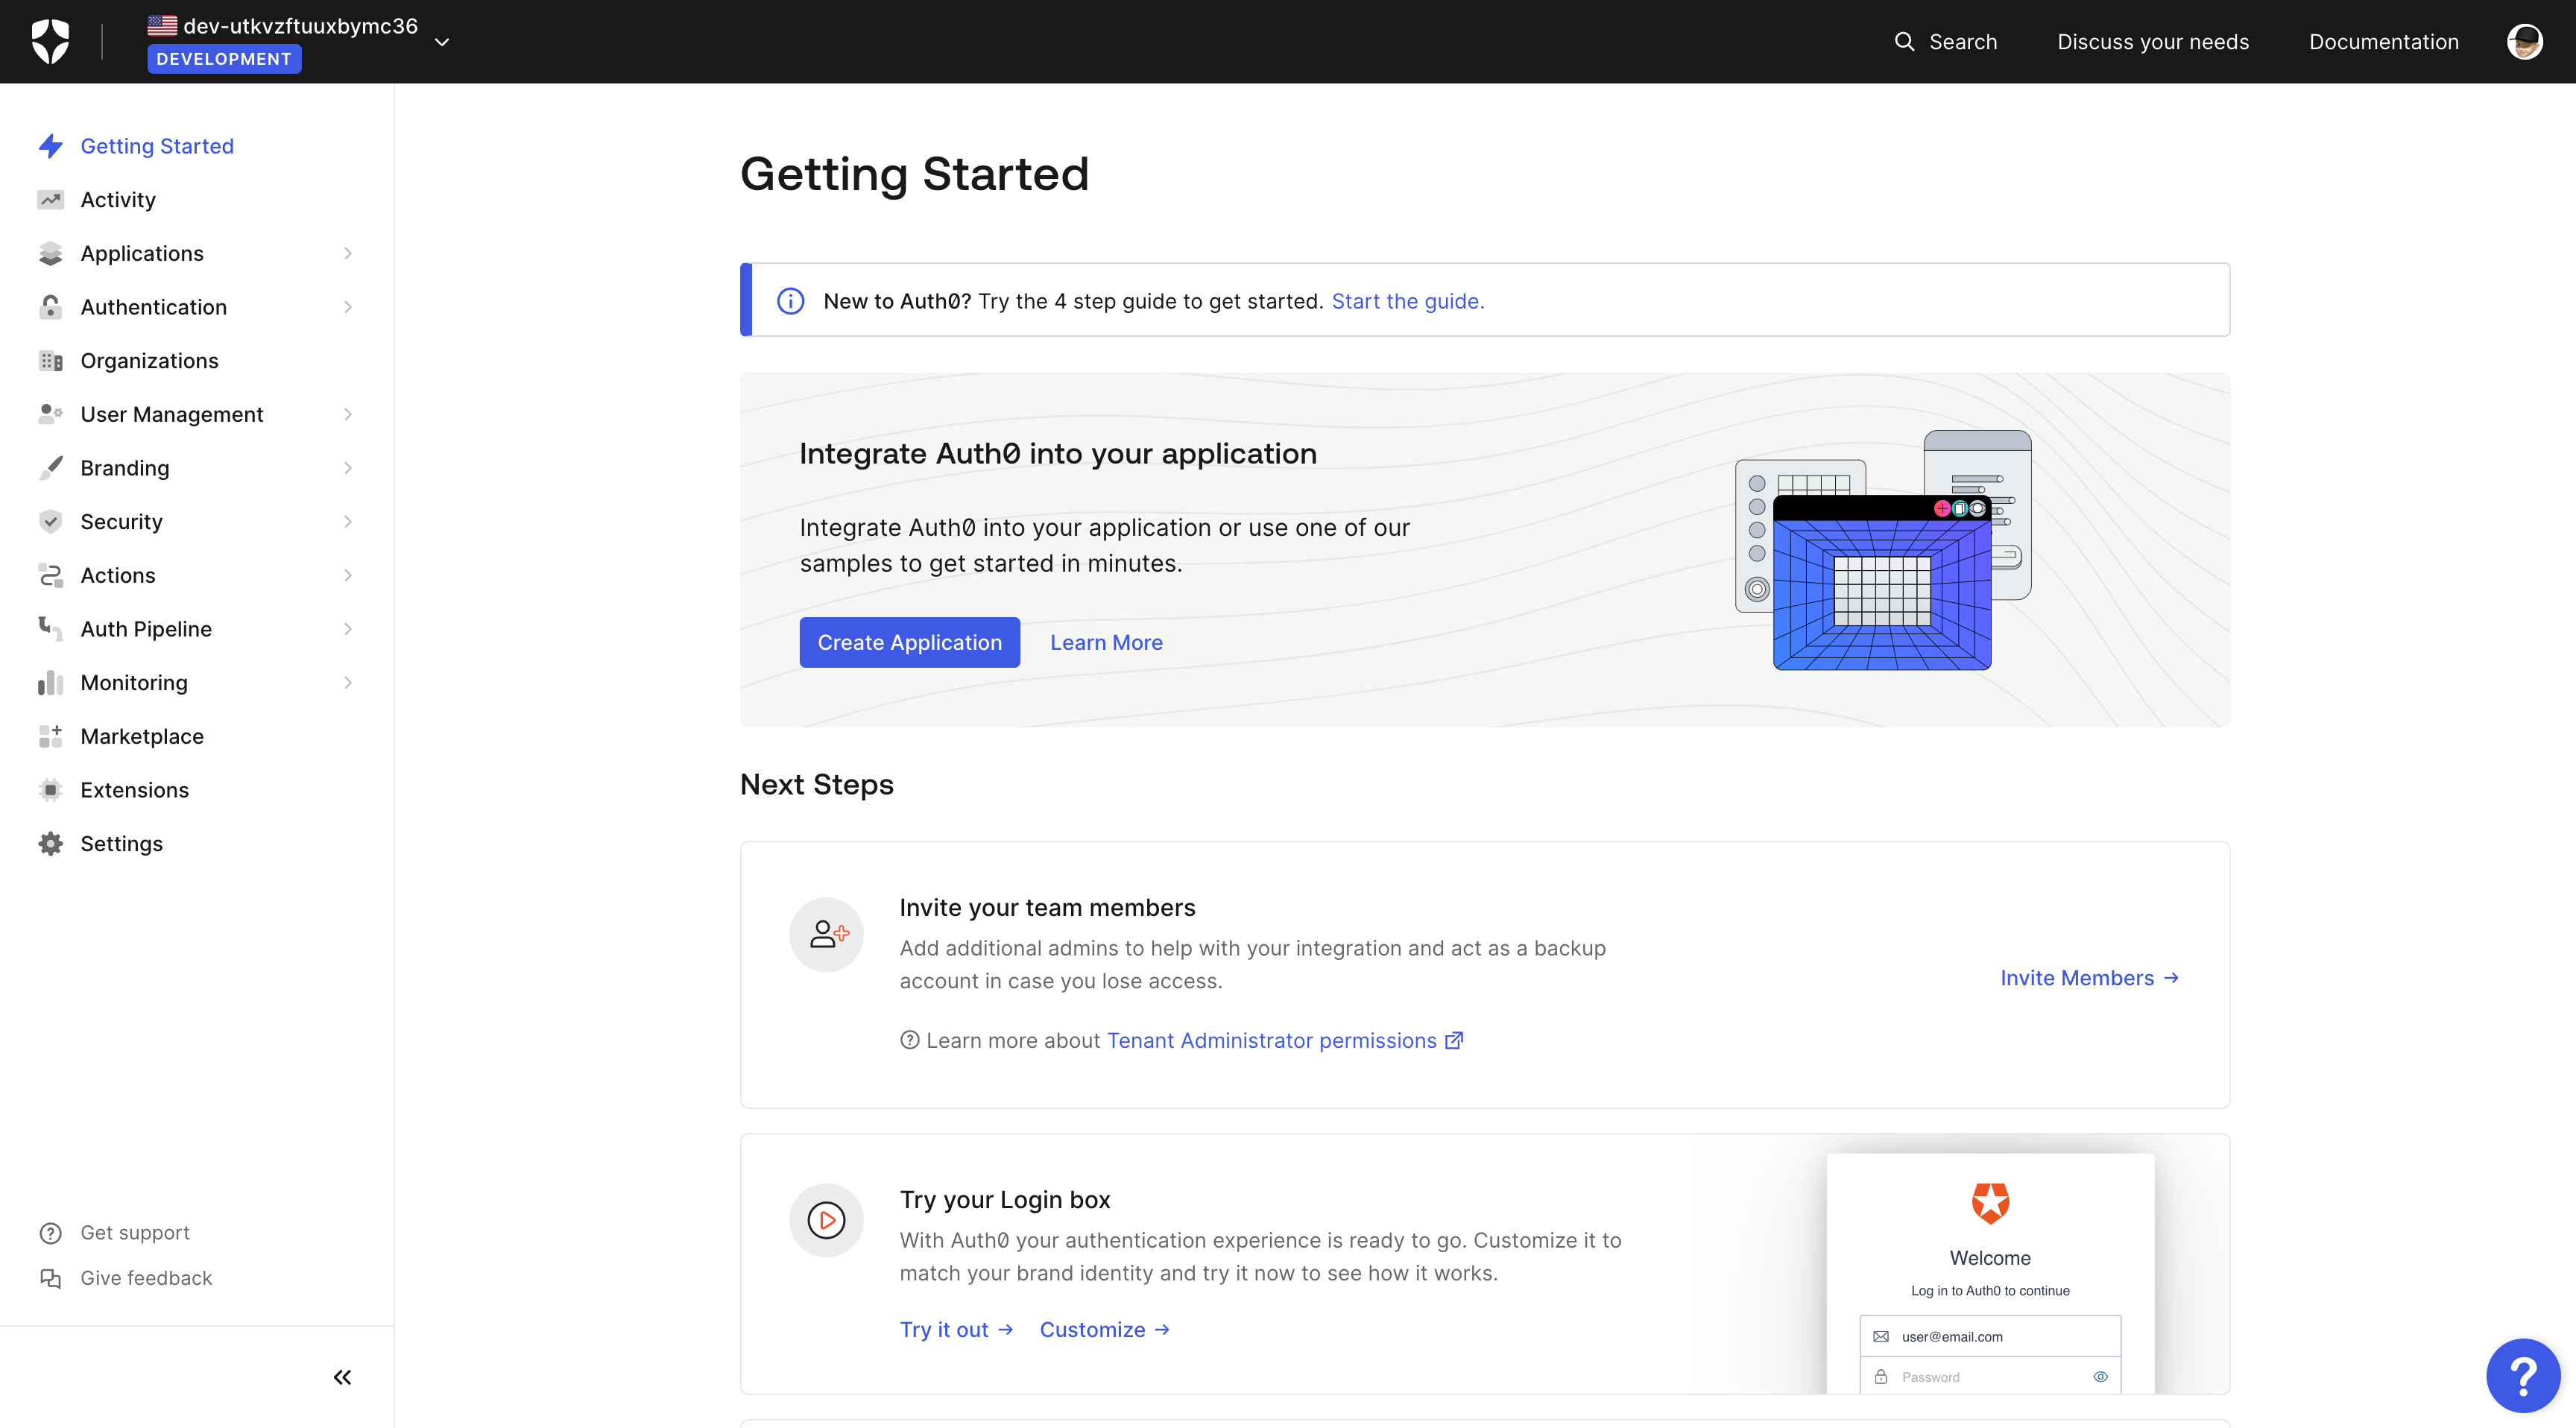 dev-utkvzftuuxbymc36
DEVELOPMENT
Search
Discuss your needs
Documentation
Getting Started
Activity
Applications
Authentication
Organizations
User Management
Branding
Security
Actions
Auth Pipeline
Monitoring
Marketplace
Extensions
Settings
Get support
Give feedback
Getting Started
New to Auth0? Try the 4 step guide to get started. Start the guide.
Integrate Auth0 into your application
Integrate Auth0 into your application or use one of our
samples to get started in minutes.
Create Application
Learn More
Next Steps
Invite your team members
Add additional admins to help with your integration and act as a backup
account in case you lose access.
Invite Members →
Learn more about Tenant Administrator permissions
Try your Login box
With Auth0 your authentication experience is ready to go. Customize it to
match your brand identity and try it now to see how it works.
Try it out → Customize →
Welcome
Log in to Auth0 to continue
user@email.com
Password
?